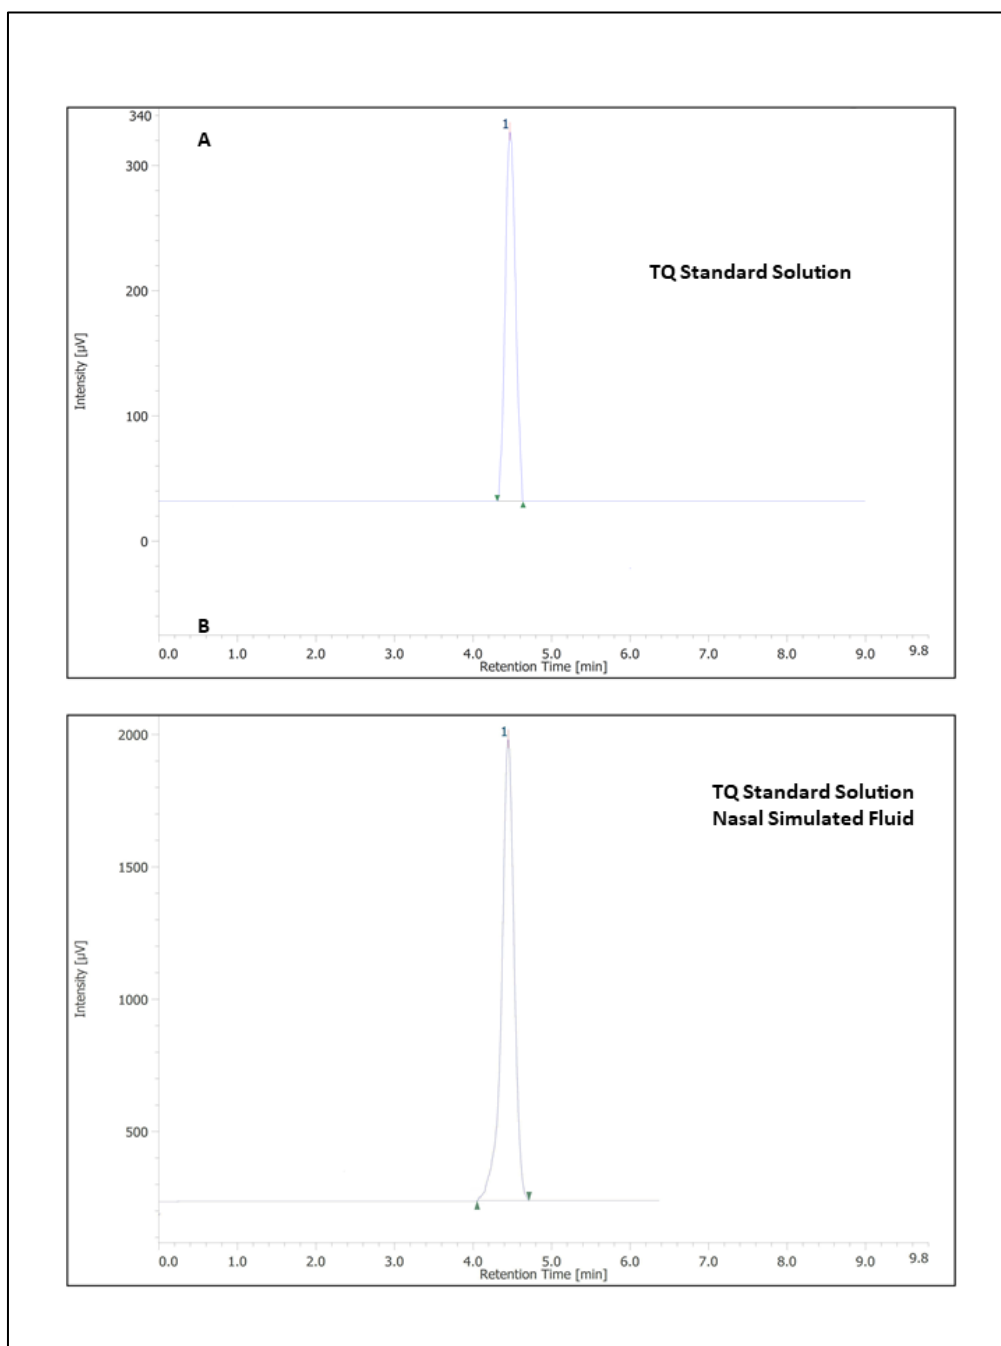 340
A
1
300
TQ Standard Solution
200
Intensity [µV]
100
0
B
0.0 1.0 2.0 3.0 4.0 5.0 6.0 7.0 8.0 9.0 9.8
Retention Time [min]
2000
1
TQ Standard Solution
Nasal Simulated Fluid
1500
Intensity [µV]
1000
500
0.0 1.0 2.0 3.0 4.0 5.0 6.0 7.0 8.0 9.0 9.8
Retention Time [min]